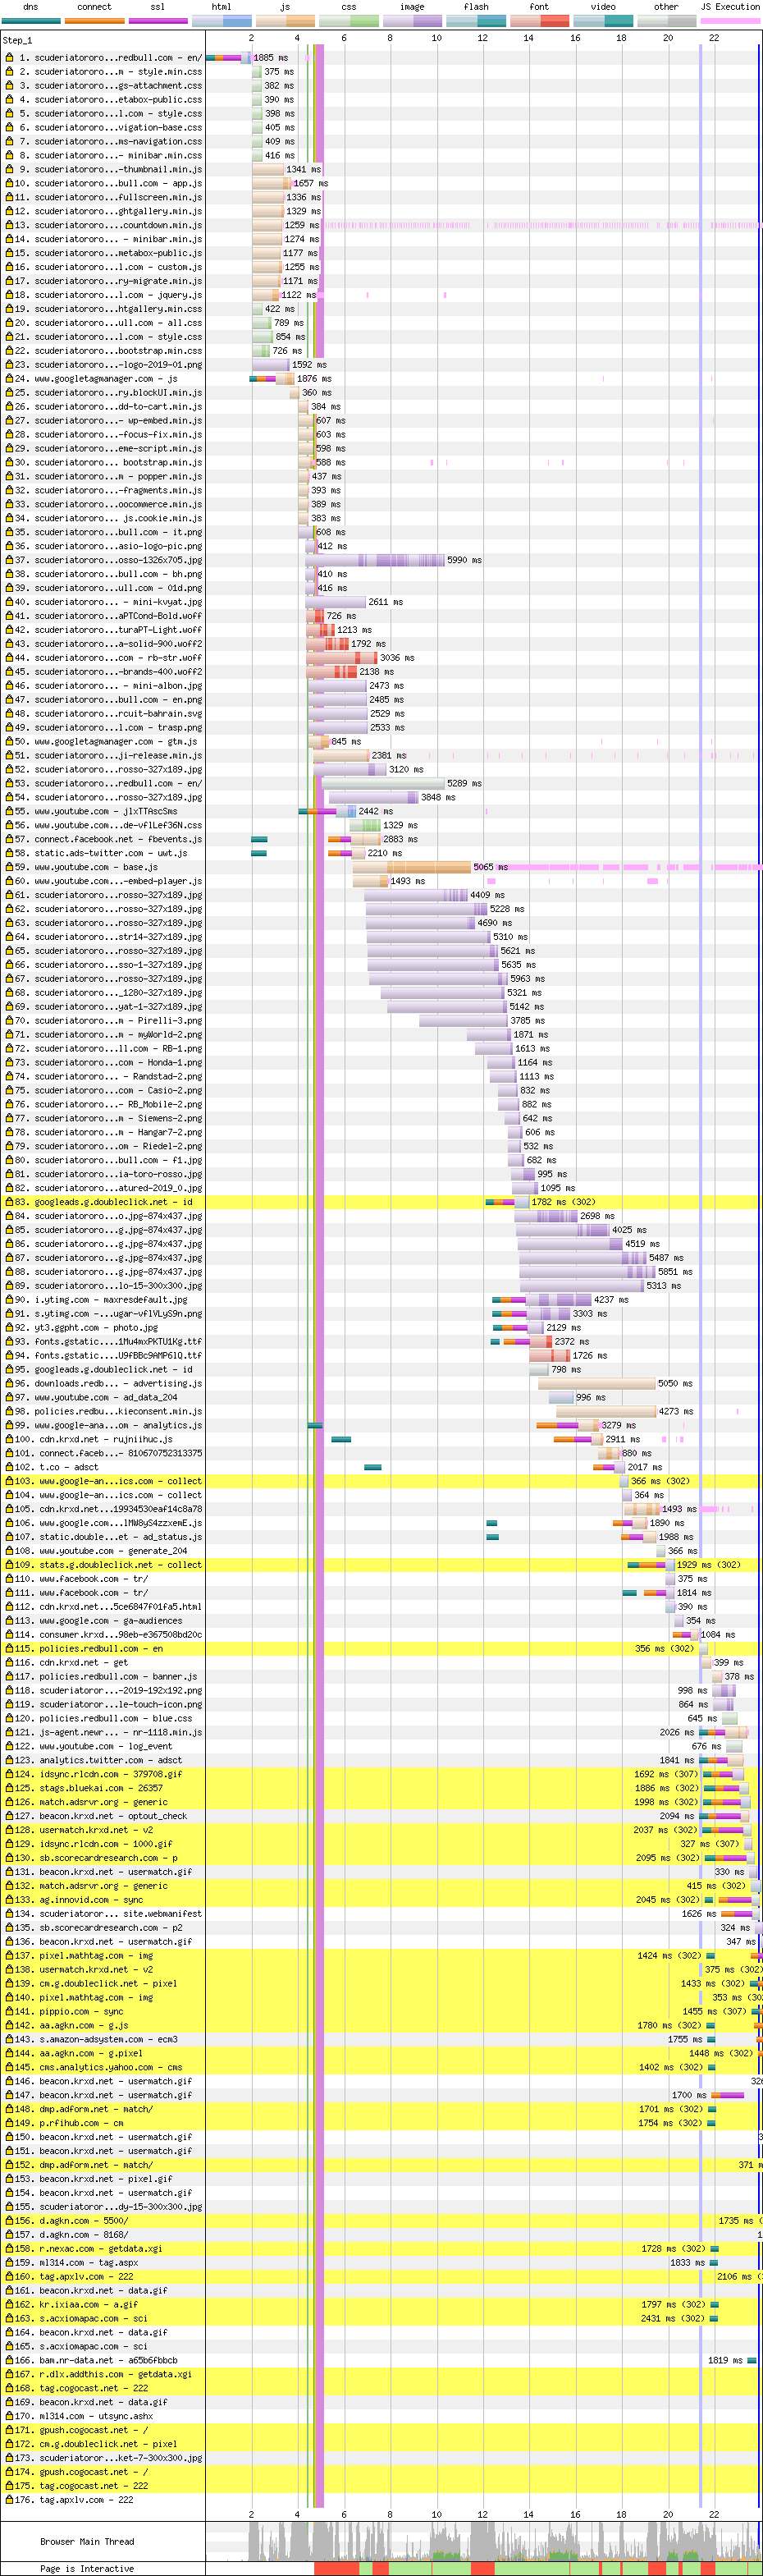 dns connect ssl html js css image flash font video other JS Execution
Step_1 2 4 6 8 10 12 14 16 18 20 22
1. scuderiatororo...redbull.com - en/ 1885 ms
2. scuderiatororo...m - style.min.css 375 ms
3. scuderiatororo...gs-attachment.css 382 ms
4. scuderiatororo...etabox-public.css 390 ms
5. scuderiatororo...l.com - style.css 398 ms
6. scuderiatororo...vigation-base.css 405 ms
7. scuderiatororo...ms-navigation.css 409 ms
8. scuderiatororo...- minibar.min.css 416 ms
9. scuderiatororo...-thumbnail.min.js 1341 ms
10. scuderiatororo...bull.com - app.js 1657 ms
11. scuderiatororo...fullscreen.min.js 1336 ms
12. scuderiatororo...ghtgallery.min.js 1329 ms
13. scuderiatororo...countdown.min.js 1259 ms
14. scuderiatororo... - minibar.min.js 1274 ms
15. scuderiatororo...metabox-public.js 1177 ms
16. scuderiatororo...l.com - custom.js 1255 ms
17. scuderiatororo...ry-migrate.min.js 1171 ms
18. scuderiatororo...l.com - jquery.js 1122 ms
19. scuderiatororo...htgallery.min.css 422 ms
20. scuderiatororo...ull.com - all.css 789 ms
21. scuderiatororo...l.com - style.css 854 ms
22. scuderiatororo...bootstrap.min.css 726 ms
23. scuderiatororo...-logo-2019-01.png 1592 ms
24. www.googletagmanager.com - js 1876 ms
25. scuderiatororo...ry.blockUI.min.js 360 ms
26. scuderiatororo...dd-to-cart.min.js 384 ms
27. scuderiatororo...- wp-embed.min.js 607 ms
28. scuderiatororo...-focus-fix.min.js 603 ms
29. scuderiatororo...eme-script.min.js 598 ms
30. scuderiatororo... bootstrap.min.js 588 ms
31. scuderiatororo...m - popper.min.js 437 ms
32. scuderiatororo...-fragments.min.js 393 ms
33. scuderiatororo...oocommerce.min.js 389 ms
34. scuderiatororo... js.cookie.min.js 383 ms
35. scuderiatororo...bull.com - it.png 608 ms
36. scuderiatororo...asio-logo-pic.png 412 ms
37. scuderiatororo...osso-1326x705.jpg 5990 ms
38. scuderiatororo...bull.com - bh.png 410 ms
39. scuderiatororo...ull.com - 01d.png 416 ms
40. scuderiatororo... - mini-kvyat.jpg 2611 ms
41. scuderiatororo...aPTCond-Bold.woff 726 ms
42. scuderiatororo...turaPT-Light.woff 1213 ms
43. scuderiatororo...a-solid-900.woff2 1792 ms
44. scuderiatororo...com - rb-str.woff 3036 ms
45. scuderiatororo...-brands-400.woff2 2138 ms
46. scuderiatororo... - mini-albon.jpg 2473 ms
47. scuderiatororo...bull.com - en.png 2485 ms
48. scuderiatororo...rcuit-bahrain.svg 2529 ms
49. scuderiatororo...l.com - trasp.png 2533 ms
50. www.googletagmanager.com - gtm.js 845 ms
51. scuderiatororo...ji-release.min.js 2381 ms
52. scuderiatororo...rosso-327x189.jpg 3120 ms
53. scuderiatororo...redbull.com - en/ 5289 ms
54. scuderiatororo...rosso-327x189.jpg 3848 ms
55. www.youtube.com - jlxTTAscSms 2442 ms
56. www.youtube.com...de-vflLef36N.css 1329 ms
57. connect.facebook.net - fbevents.js 2883 ms
58. static.ads-twitter.com - uwt.js 2210 ms
59. www.youtube.com - base.js 5065 ms
60. www.youtube.com...-embed-player.js 1493 ms
61. scuderiatororo...rosso-327x189.jpg 4409 ms
62. scuderiatororo...rosso-327x189.jpg 5228 ms
63. scuderiatororo...rosso-327x189.jpg 4690 ms
64. scuderiatororo...str14-327x189.jpg 5310 ms
65. scuderiatororo...rosso-327x189.jpg 5621 ms
66. scuderiatororo...sso-1-327x189.jpg 5635 ms
67. scuderiatororo...rosso-327x189.jpg 5963 ms
68. scuderiatororo..._1280-327x189.jpg 5321 ms
69. scuderiatororo...yat-1-327x189.jpg 5142 ms
70. scuderiatororo...m - Pirelli-3.png 3785 ms
71. scuderiatororo...m - myWorld-2.png 1871 ms
72. scuderiatororo...ll.com - RB-1.png 1613 ms
73. scuderiatororo...com - Honda-1.png 1164 ms
74. scuderiatororo... - Randstad-2.png 1113 ms
75. scuderiatororo...com - Casio-2.png 832 ms
76. scuderiatororo...- RB_Mobile-2.png 882 ms
77. scuderiatororo...m - Siemens-2.png 642 ms
78. scuderiatororo...m - Hangar7-2.png 606 ms
79. scuderiatororo...om - Riedel-2.png 532 ms
80. scuderiatororo...bull.com - f1.png 682 ms
81. scuderiatororo...ia-toro-rosso.jpg 995 ms
82. scuderiatororo...atured-2019_0.jpg 1095 ms
83. googleads.g.doubleclick.net - id 1782 ms (302)
84. scuderiatororo...o.jpg-874x437.jpg 2698 ms
85. scuderiatororo...g.jpg-874x437.jpg 4025 ms
86. scuderiatororo...g.jpg-874x437.jpg 4519 ms
87. scuderiatororo...g.jpg-874x437.jpg 5487 ms
88. scuderiatororo...g.jpg-874x437.jpg 5851 ms
89. scuderiatororo...lo-15-300x300.jpg 5313 ms
90. i.ytimg.com - maxresdefault.jpg 4237 ms
91. s.ytimg.com -...ugar-vflVLyS9n.png 3303 ms
92. yt3.ggpht.com - photo.jpg 2129 ms
93. fonts.gstatic....1Mu4mxPKTU1Kg.ttf 2372 ms
94. fonts.gstatic....U9fBBc9AMP6lQ.ttf 1726 ms
95. googleads.g.doubleclick.net - id 798 ms
96. downloads.redb... - advertising.js 5050 ms
97. www.youtube.com - ad_data_204 996 ms
98. policies.redbu...kieconsent.min.js 4273 ms
99. www.google-ana...om - analytics.js 3279 ms
100. cdn.krxd.net - rujniihuc.js 2911 ms
101. connect.faceb... - 810670752313375 880 ms
102. t.co - adsct 2017 ms
103. www.google-an...ics.com - collect 366 ms (302)
104. www.google-an...ics.com - collect 364 ms
105. cdn.krxd.net...19934530eaf14c8a78 1493 ms
106. www.google.com...lMW8yS4zzxemE.js 1890 ms
107. static.double...et - ad_status.js 1988 ms
108. www.youtube.com - generate_204 366 ms
109. stats.g.doubleclick.net - collect 1929 ms (302)
110. www.facebook.com - tr/ 375 ms
111. www.facebook.com - tr/ 1814 ms
112. cdn.krxd.net...5ce6847f01fa5.html 390 ms
113. www.google.com - ga-audiences 354 ms
114. consumer.krxd...98eb-e367508bd20c 1084 ms
115. policies.redbull.com - en 356 ms (302)
116. cdn.krxd.net - get 399 ms
117. policies.redbull.com - banner.js 378 ms
118. scuderiatoror...-2019-192x192.png 998 ms
119. scuderiatoror...le-touch-icon.png 864 ms
120. policies.redbull.com - blue.css 645 ms
121. js-agent.newr... - nr-1118.min.js 2026 ms
122. www.youtube.com - log_event 676 ms
123. analytics.twitter.com - adsct 1841 ms
124. idsync.rlcdn.com - 379708.gif 1692 ms (307)
125. stags.bluekai.com - 26357 1886 ms (302)
126. match.adsrvr.org - generic 1998 ms (302)
127. beacon.krxd.net - optout_check 2094 ms
128. usermatch.krxd.net - v2 2037 ms (302)
129. idsync.rlcdn.com - 1000.gif 327 ms (307)
130. sb.scorecardresearch.com - p 2095 ms (302)
131. beacon.krxd.net - usermatch.gif 330 ms
132. match.adsrvr.org - generic 415 ms (302)
133. ag.innovid.com - sync 2045 ms (302)
134. scuderiatoror... site.webmanifest 1626 ms
135. sb.scorecardresearch.com - p2 324 ms
136. beacon.krxd.net - usermatch.gif 347 ms
137. pixel.mathtag.com - img 1424 ms (302)
138. usermatch.krxd.net - v2 375 ms (302)
139. cm.g.doubleclick.net - pixel 1433 ms (302)
140. pixel.mathtag.com - img 353 ms (302
141. pippio.com - sync 1455 ms (307)
142. aa.agkn.com - g.js 1780 ms (302)
143. s.amazon-adsystem.com - ecm3 1755 ms
144. aa.agkn.com - g.pixel 1448 ms (302)
145. cms.analytics.yahoo.com - cms 1402 ms (302)
146. beacon.krxd.net - usermatch.gif 326
147. beacon.krxd.net - usermatch.gif 1700 ms
148. dmp.adform.net - match/ 1701 ms (302)
149. p.rfihub.com - cm 1754 ms (302)
150. beacon.krxd.net - usermatch.gif 3
151. beacon.krxd.net - usermatch.gif
152. dmp.adform.net - match/ 371 m
153. beacon.krxd.net - pixel.gif
154. beacon.krxd.net - usermatch.gif
155. scuderiatoror...dy-15-300x300.jpg
156. d.agkn.com - 5500/ 1735 ms (
157. d.agkn.com - 8168/ 1
158. r.nexac.com - getdata.xgi 1728 ms (302)
159. ml314.com - tag.aspx 1833 ms
160. tag.apxlv.com - 222 2106 ms (
161. beacon.krxd.net - data.gif
162. kr.ixiaa.com - a.gif 1797 ms (302)
163. s.acxiomapac.com - sci 2431 ms (302)
164. beacon.krxd.net - data.gif
165. s.acxiomapac.com - sci
166. bam.nr-data.net - a65b6fbbcb 1819 ms
167. r.dlx.addthis.com - getdata.xgi
168. tag.cogocast.net - 222
169. beacon.krxd.net - data.gif
170. ml314.com - utsync.ashx
171. gpush.cogocast.net - /
172. cm.g.doubleclick.net - pixel
173. scuderiatoror...ket-7-300x300.jpg
174. gpush.cogocast.net - /
175. tag.cogocast.net - 222
176. tag.apxlv.com - 222
2 4 6 8 10 12 14 16 18 20 22
Browser Main Thread
Page is Interactive